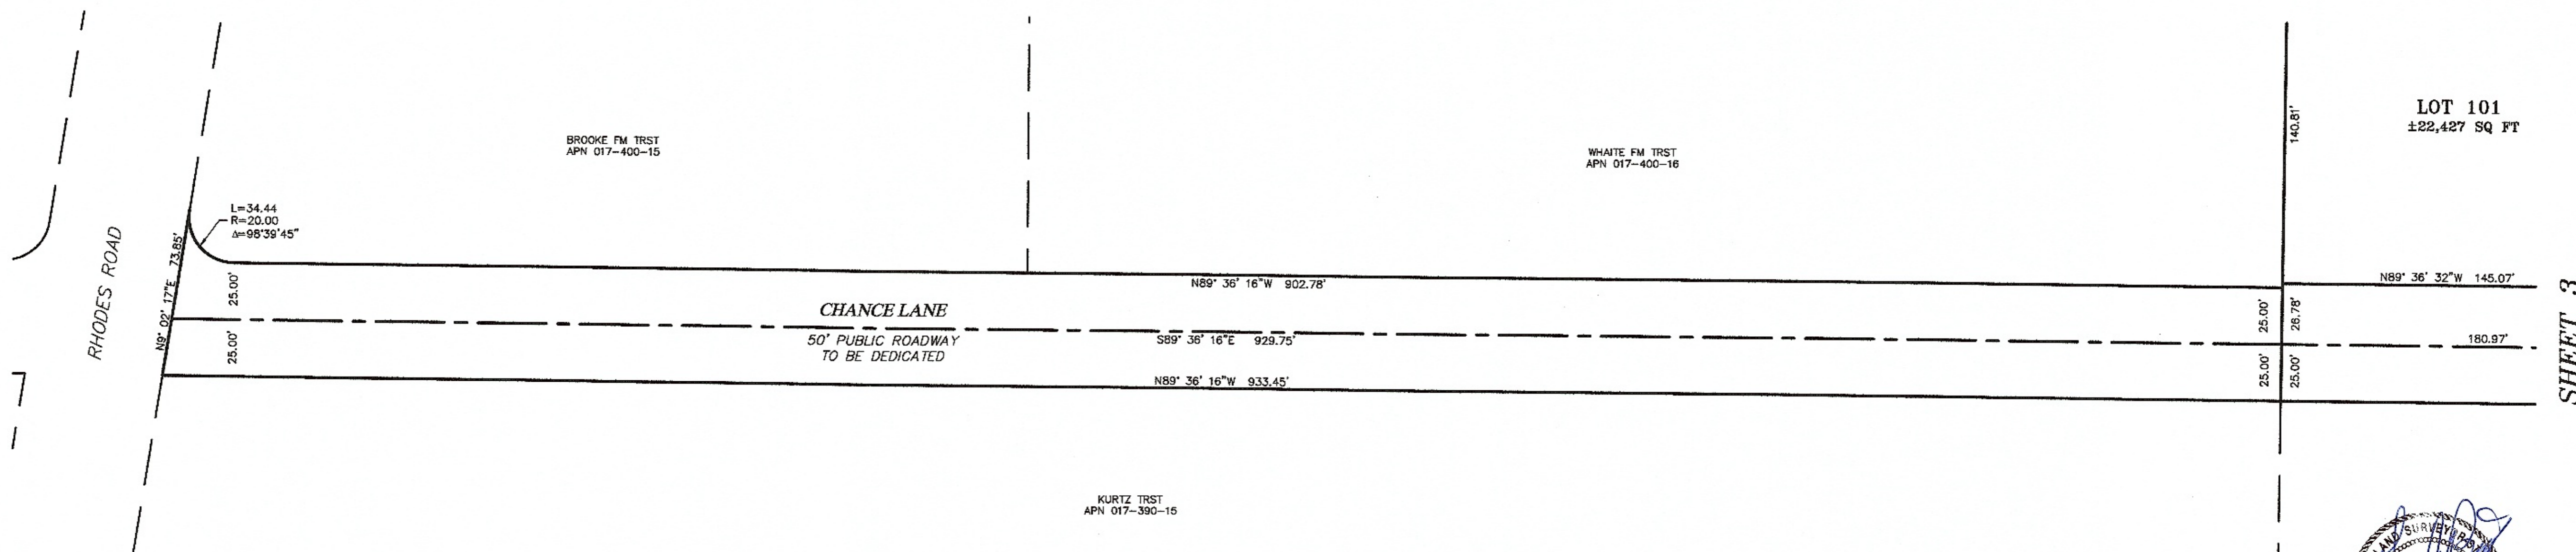 LOT 101
±22,427 SQ FT
140.81'
BROOKE FM TRST
APN 017-400-15
WHAITE FM TRST
APN 017-400-16
L=34.44
R=20.00
Δ=98°39'45"
RHODES ROAD
N9° 02' 17"E 73.85'
25.00'
25.00'
N89° 36' 16"W 902.78'
CHANCE LANE
50' PUBLIC ROADWAY
TO BE DEDICATED
S89° 36' 16"E 929.75'
N89° 36' 16"W 933.45'
25.00'
26.78'
25.00'
25.00'
N89° 36' 32"W 145.07'
180.97'
SHEET 3
KURTZ TRST
APN 017-390-15
LAND SURVEYOR